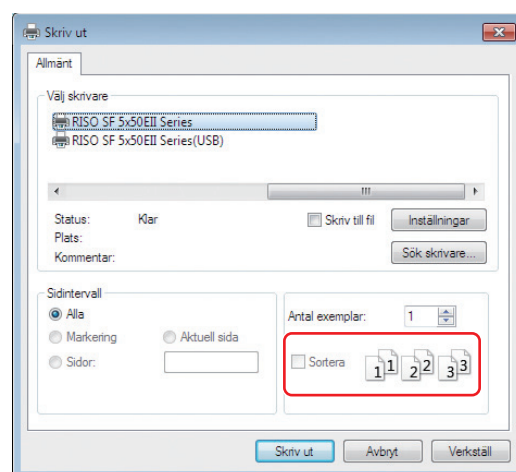 Skriv ut
Allmänt
Välj skrivare
RISO SF 5x50EII Series
RISO SF 5x50EII Series(USB)
Status: Klar
Skriv till fil
Inställningar
Plats:
Kommentar:
Sök skrivare...
Sidintervall
Alla
Markering
Aktuell sida
Sidor:
Antal exemplar: 1
Sortera
1 1 2 2 3 3
Skriv ut
Avbryt
Verkställ